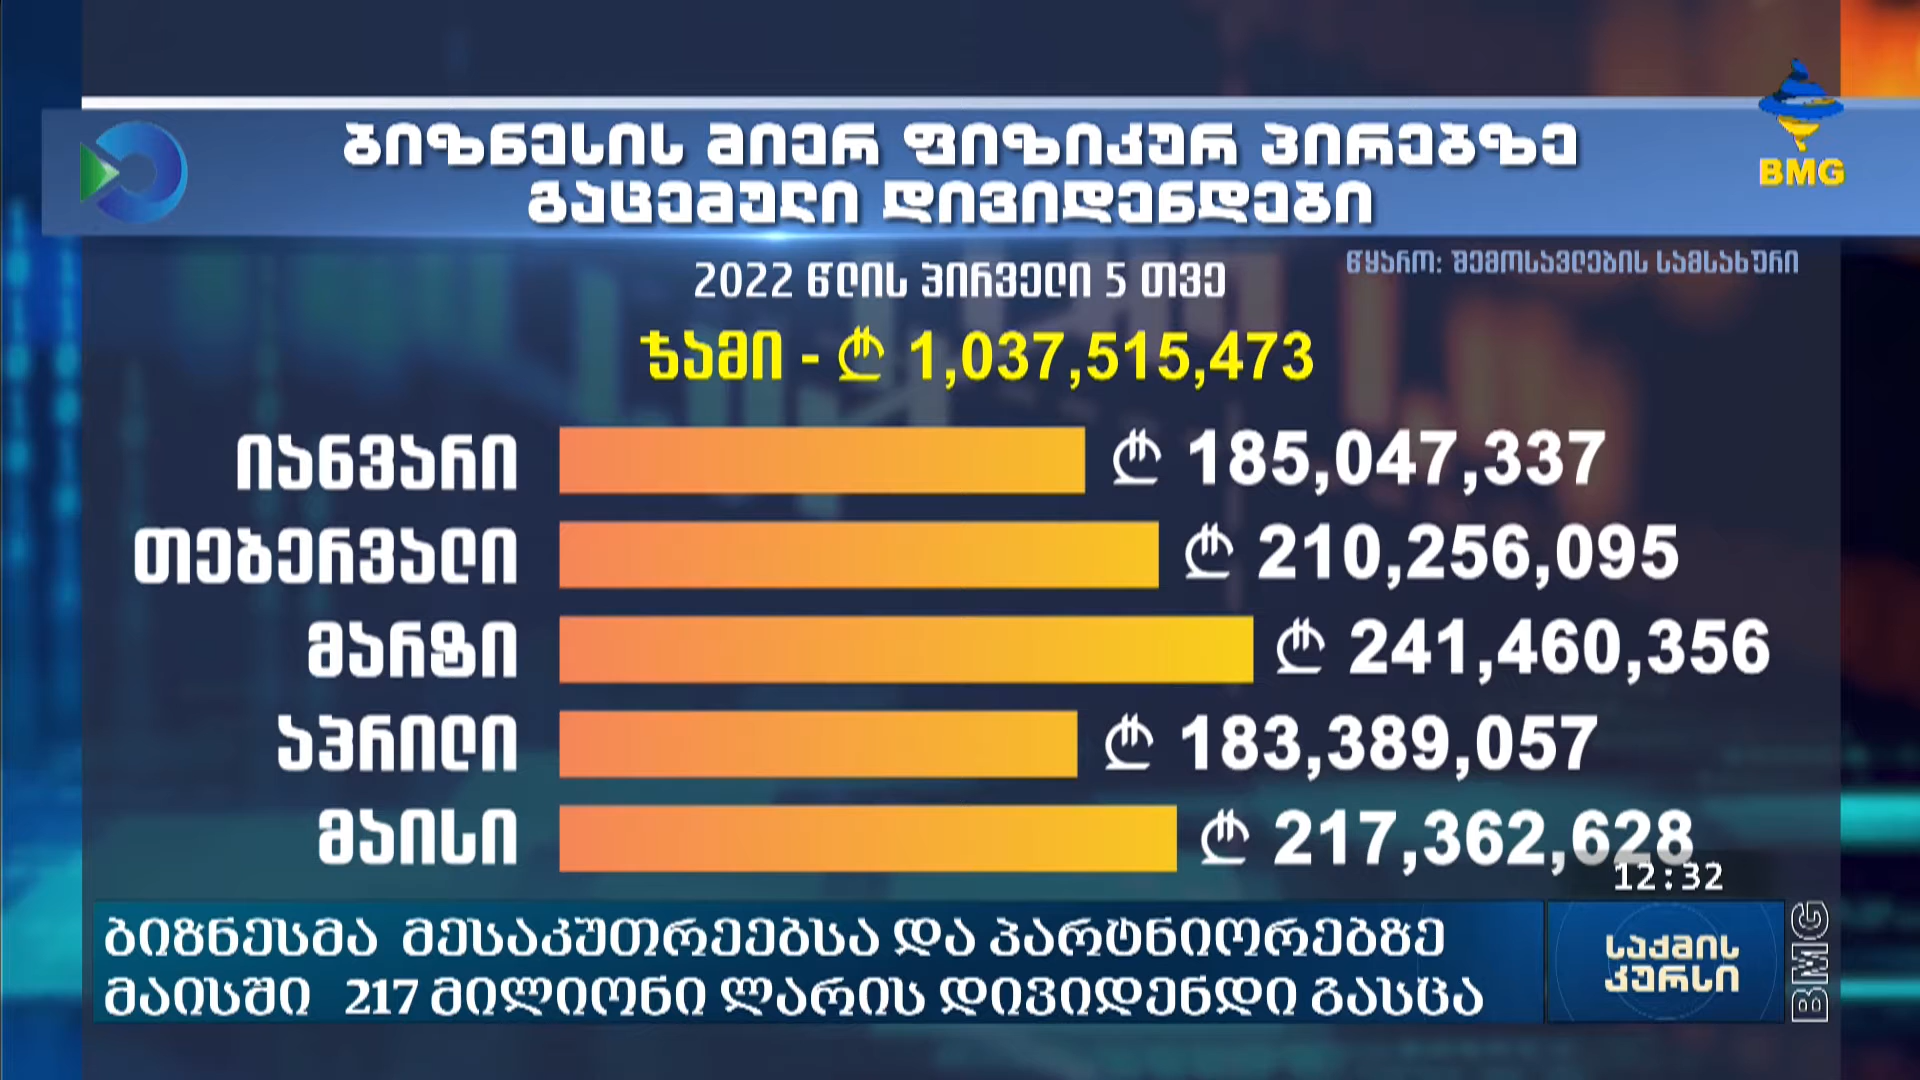 ბიზნესის მიერ ფიზიკურ პირებზე
გაცემული დივიდენდები
BMG
წყარო: შემოსავლების სამსახური
2022 წლის პირველი 5 თვე
ჯამი - ₾ 1,037,515,473
იანვარი ₾ 185,047,337
თებერვალი ₾ 210,256,095
მარტი ₾ 241,460,356
აპრილი ₾ 183,389,057
მაისი ₾ 217,362,628
12:32
ბიზნესმა მესაკუთრეებსა და პარტნიორებზე
მაისში 217 მილიონი ლარის დივიდენდი გასცა
საქმის
კურსი
BMG